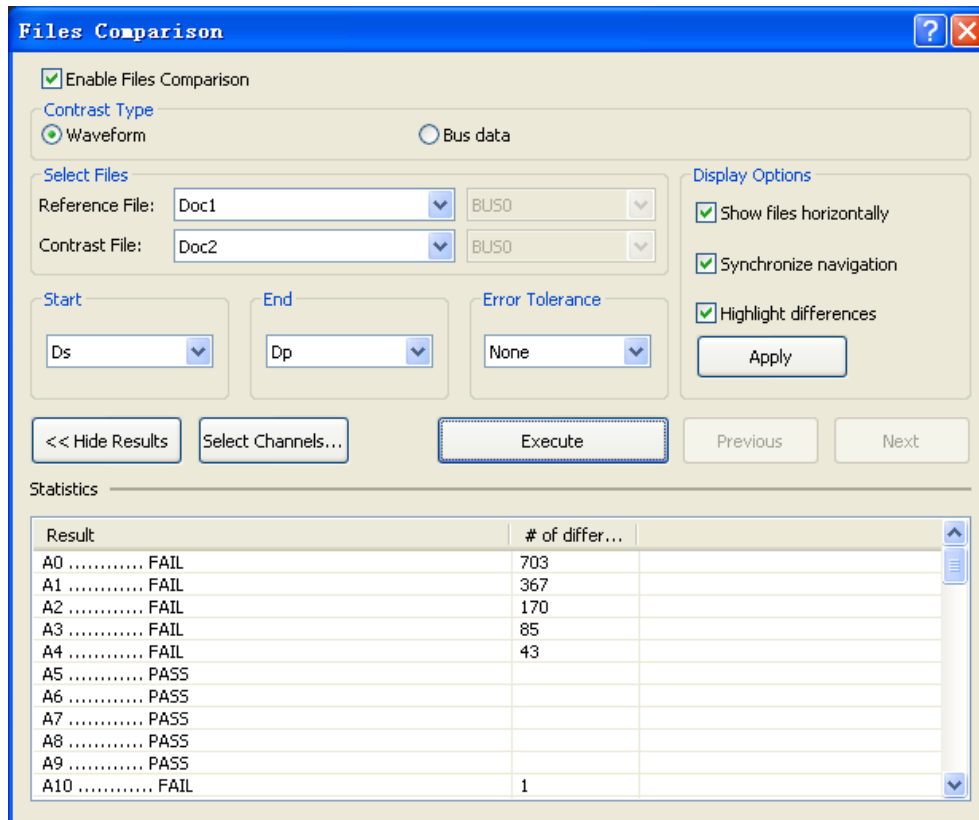 Files Comparison
Enable Files Comparison
Contrast Type
Waveform Bus data
Select Files
Reference File: Doc1 BUS0
Contrast File: Doc2 BUS0
Display Options
Show files horizontally
Synchronize navigation
Highlight differences
Apply
Start End Error Tolerance
Ds Dp None
<< Hide Results Select Channels... Execute Previous Next
Statistics
Result # of differ...
A0 ............ FAIL 703
A1 ............ FAIL 367
A2 ............ FAIL 170
A3 ............ FAIL 85
A4 ............ FAIL 43
A5 ............ PASS
A6 ............ PASS
A7 ............ PASS
A8 ............ PASS
A9 ............ PASS
A10 ............ FAIL 1